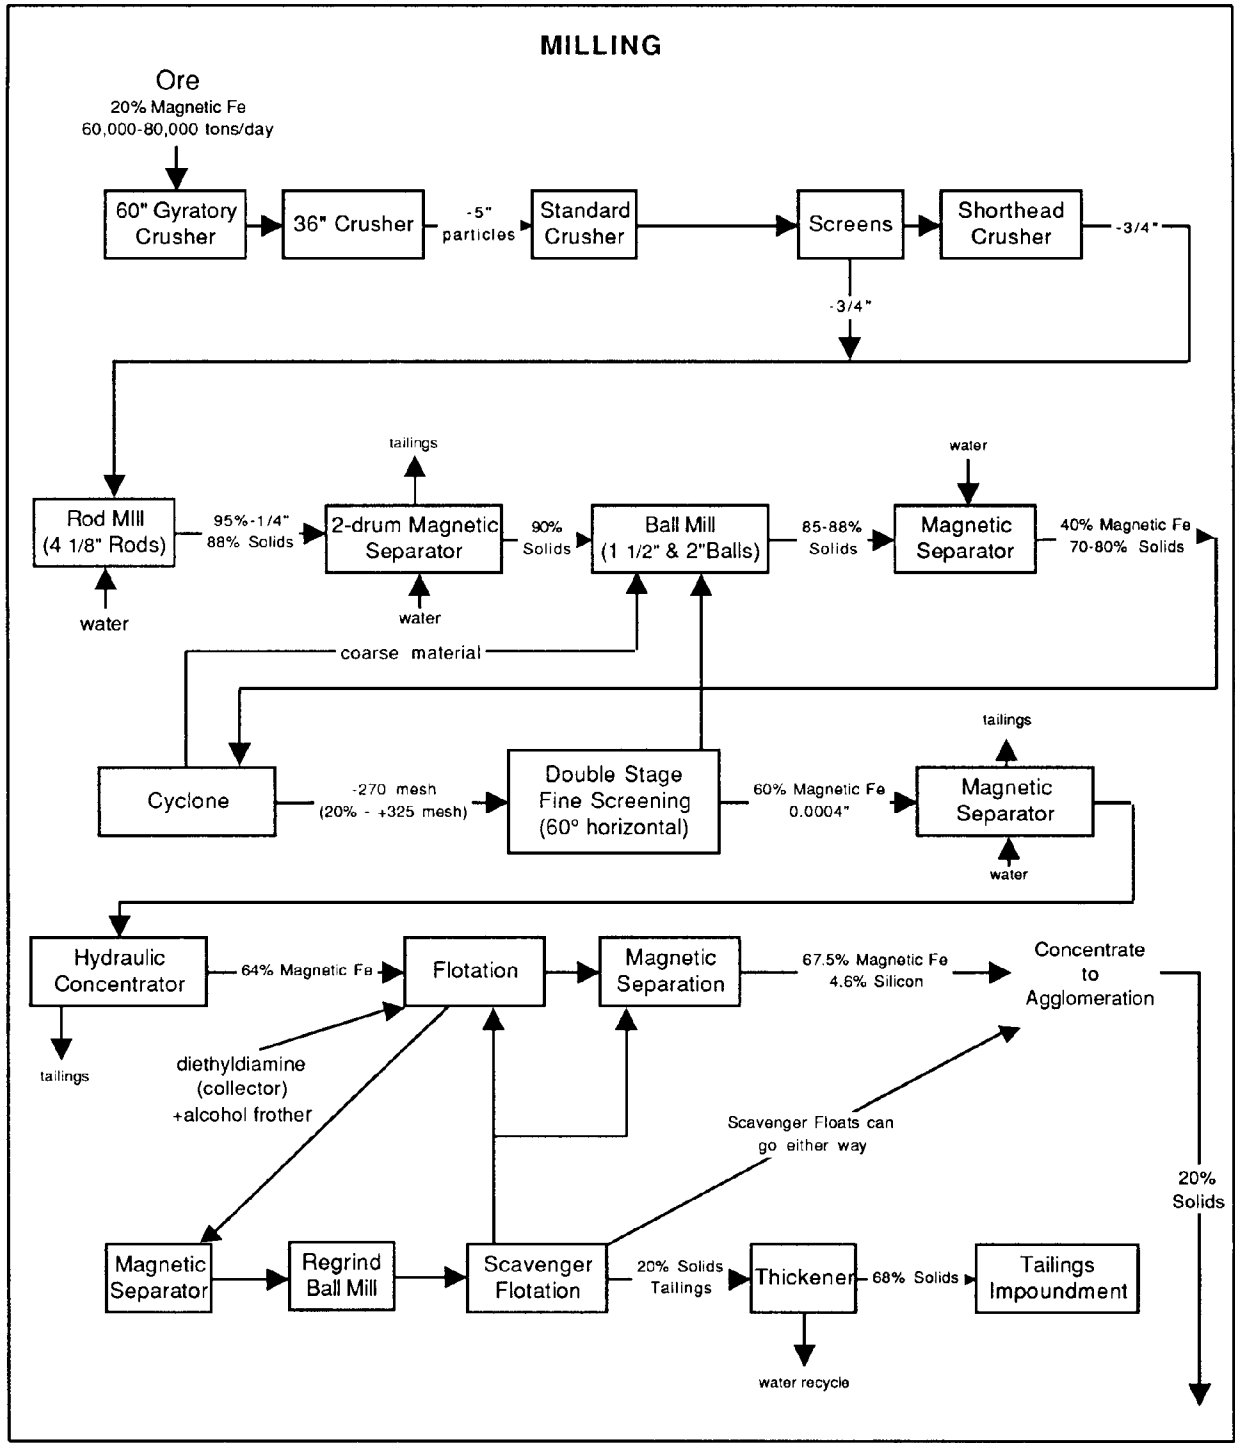 MILLING
Ore
20% Magnetic Fe
60,000-80,000 tons/day
60" Gyratory
Crusher
36" Crusher
-5"
particles
Standard
Crusher
Screens
Shorthead
Crusher
-3/4"
-3/4"
tailings
water
Rod Mill
(4 1/8" Rods)
95%-1/4"
88% Solids
2-drum Magnetic
Separator
90%
Solids
Ball Mill
(1 1/2" & 2"Balls)
85-88%
Solids
Magnetic
Separator
40% Magnetic Fe
70-80% Solids
water
water
coarse material
tailings
Cyclone
-270 mesh
(20% - +325 mesh)
Double Stage
Fine Screening
(60° horizontal)
60% Magnetic Fe
0.0004"
Magnetic
Separator
water
Hydraulic
Concentrator
64% Magnetic Fe
Flotation
Magnetic
Separation
67.5% Magnetic Fe
4.6% Silicon
Concentrate
to
Agglomeration
tailings
diethyldiamine
(collector)
+alcohol frother
Scavenger Floats can
go either way
20%
Solids
Magnetic
Separator
Regrind
Ball Mill
Scavenger
Flotation
20% Solids
Tailings
Thickener
68% Solids
Tailings
Impoundment
water recycle